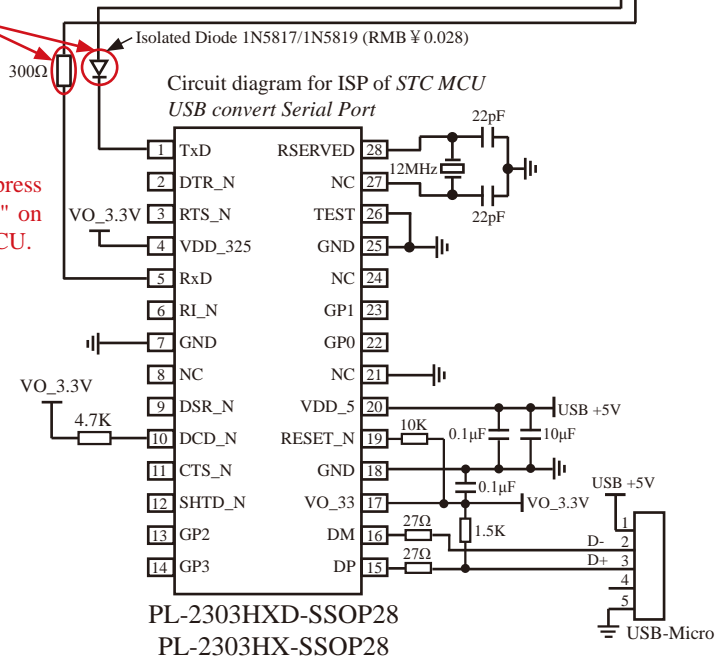 Isolated Diode 1N5817/1N5819 (RMB ¥ 0.028)
300Ω
Circuit diagram for ISP of STC MCU
USB convert Serial Port
press
" on
CU.
22pF
12MHz
22pF
1 TxD RSERVED 28
2 DTR_N NC 27
3 RTS_N TEST 26
VO_3.3V
4 VDD_325 GND 25
5 RxD NC 24
6 RI_N GP1 23
7 GND GP0 22
8 NC NC 21
VO_3.3V
4.7K
9 DSR_N VDD_5 20
USB +5V
10 DCD_N RESET_N 19
10K
0.1μF
10μF
11 CTS_N GND 18
0.1μF
12 SHTD_N VO_33 17
VO_3.3V
13 GP2 DM 16
27Ω
1.5K
14 GP3 DP 15
27Ω
USB +5V
1
D- 2
D+ 3
4
5
USB-Micro
PL-2303HXD-SSOP28
PL-2303HX-SSOP28